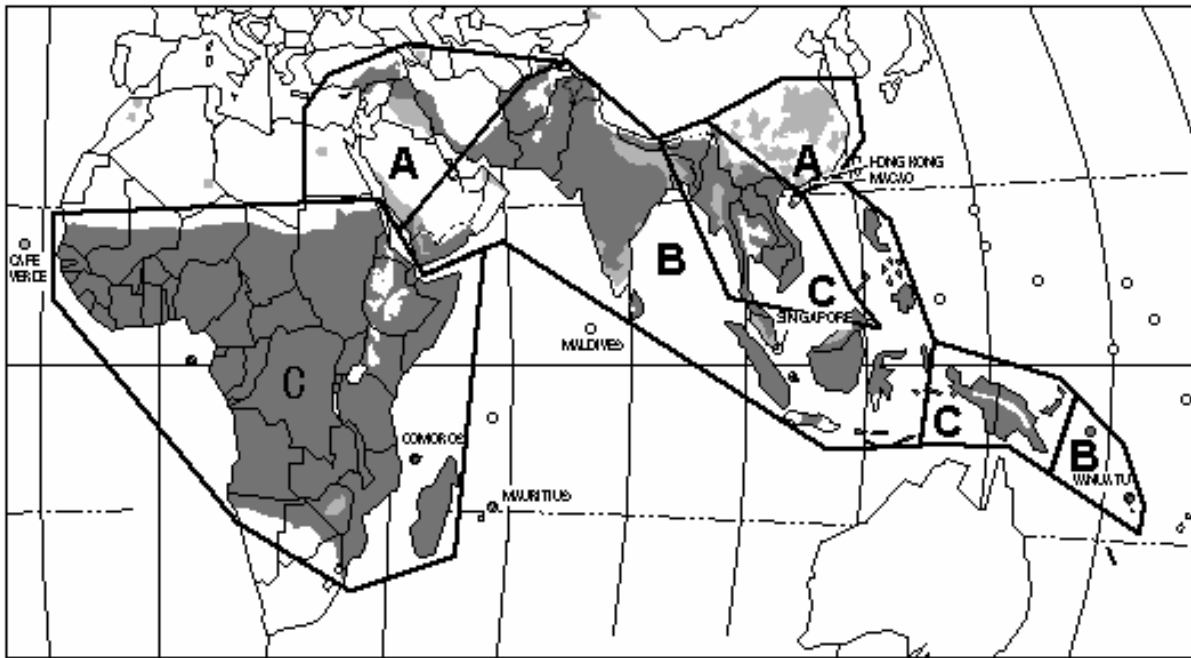 A
A
HONG KONG
MACAO
CAPE
VERDE
B
C
SINGAPORE
MALDIVES
C
C
B
COMOROS
VANUATU
MAURITIUS